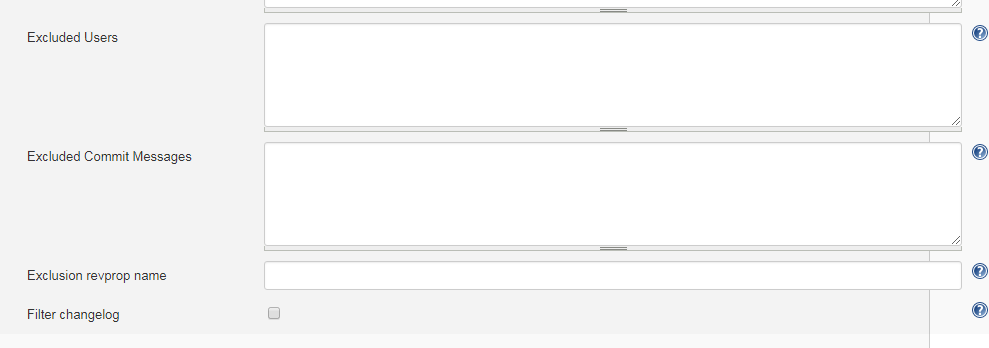 Excluded Users
?
Excluded Commit Messages
?
Exclusion revprop name
?
Filter changelog
?